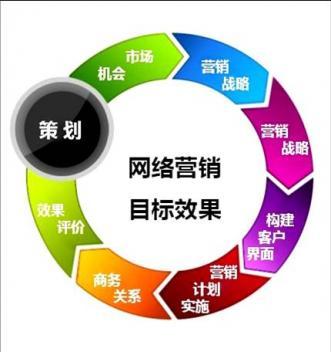 市场
机会
营销
战略
营销
战略
构建
客户
界面
营销
计划
实施
商务
关系
效果
评价
策划
网络营销
目标效果